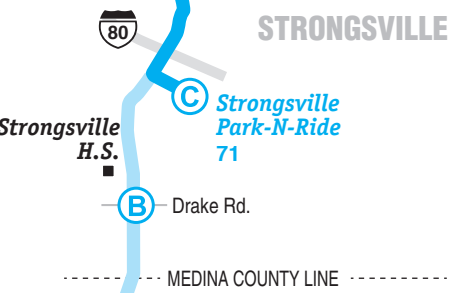 STRONGSVILLE
80
C
Strongsville
Park-N-Ride
71
Strongsville
H.S.
B
Drake Rd.
MEDINA COUNTY LINE